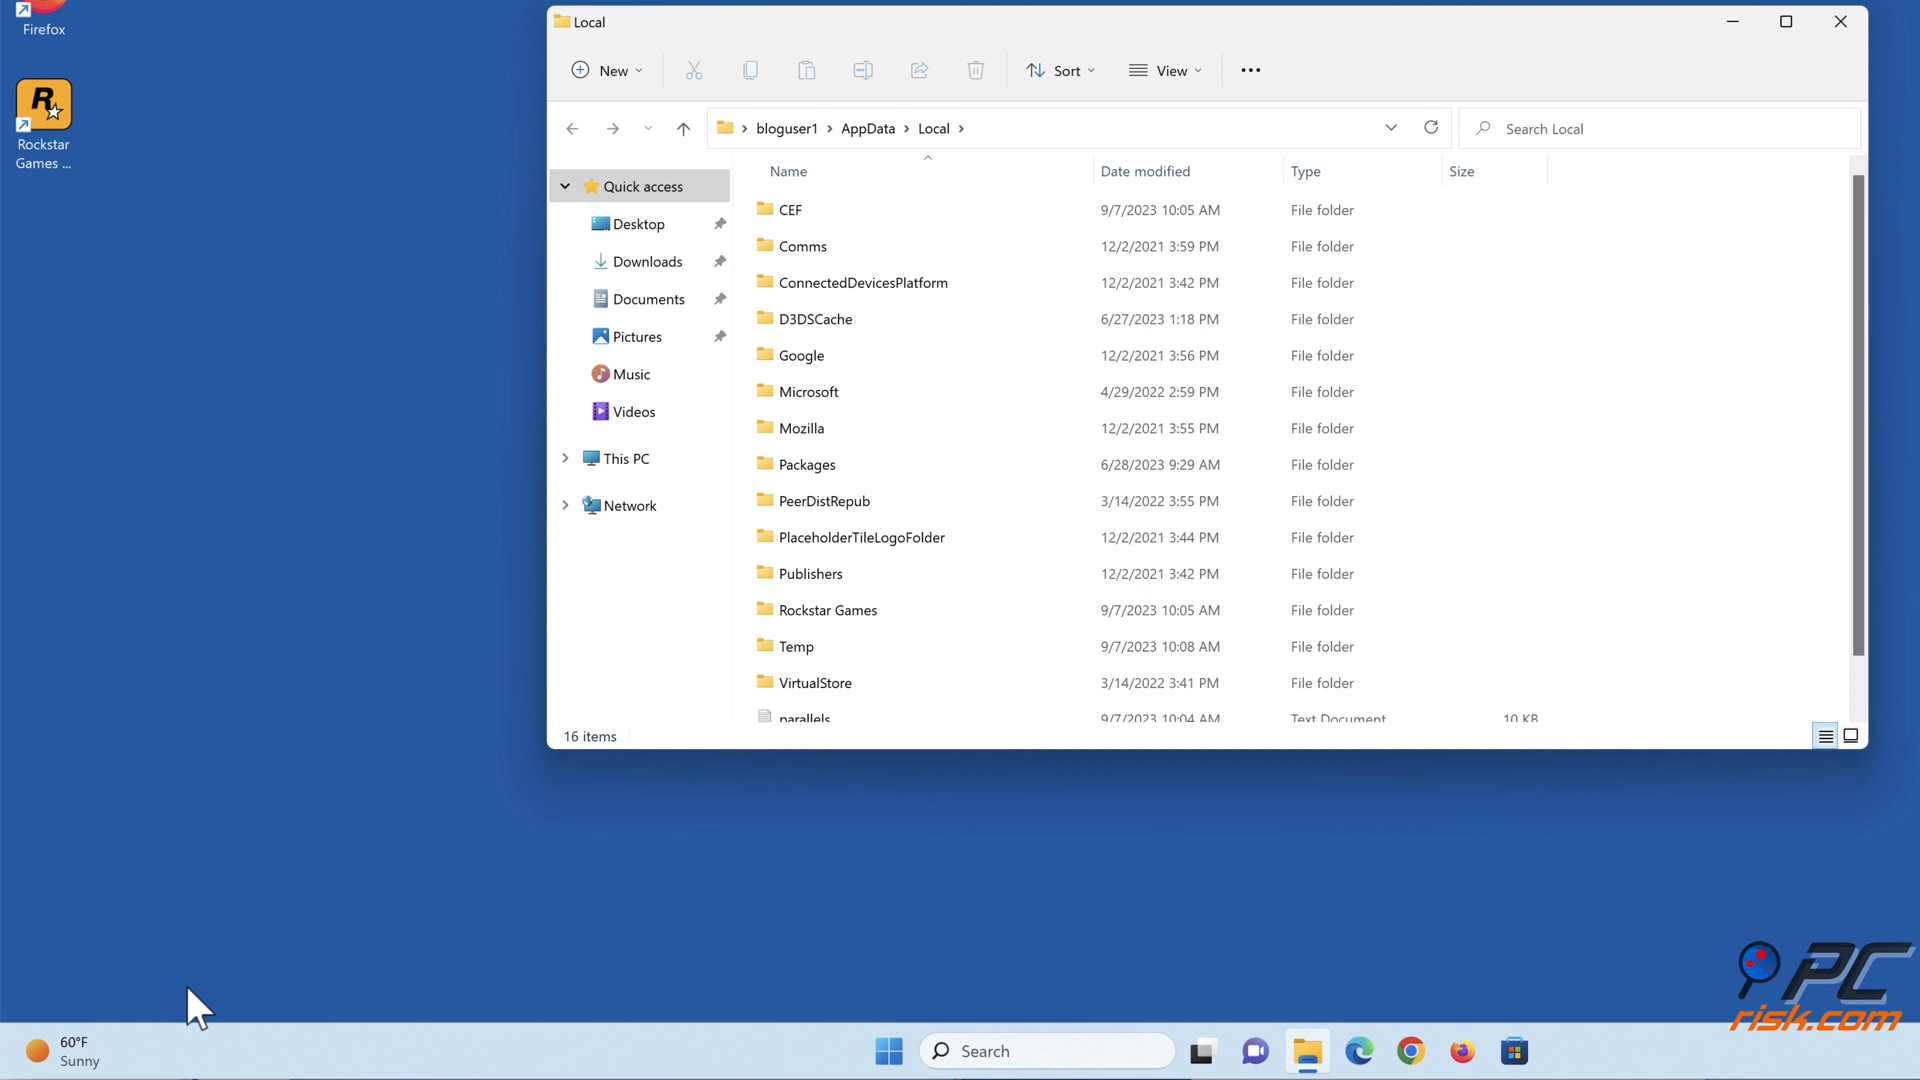 Firefox
R
Rockstar
Games ...
Local
New
Sort
View
bloguser1 > AppData > Local >
Search Local
Name Date modified Type Size
Quick access
Desktop
Downloads
Documents
Pictures
Music
Videos
This PC
Network
CEF 9/7/2023 10:05 AM File folder
Comms 12/2/2021 3:59 PM File folder
ConnectedDevicesPlatform 12/2/2021 3:42 PM File folder
D3DSCache 6/27/2023 1:18 PM File folder
Google 12/2/2021 3:56 PM File folder
Microsoft 4/29/2022 2:59 PM File folder
Mozilla 12/2/2021 3:55 PM File folder
Packages 6/28/2023 9:29 AM File folder
PeerDistRepub 3/14/2022 3:55 PM File folder
PlaceholderTileLogoFolder 12/2/2021 3:44 PM File folder
Publishers 12/2/2021 3:42 PM File folder
Rockstar Games 9/7/2023 10:05 AM File folder
Temp 9/7/2023 10:08 AM File folder
VirtualStore 3/14/2022 3:41 PM File folder
parallels 9/7/2023 10:04 AM Text Document 10 KB
16 items
PC
risk.com
60°F
Sunny
Search